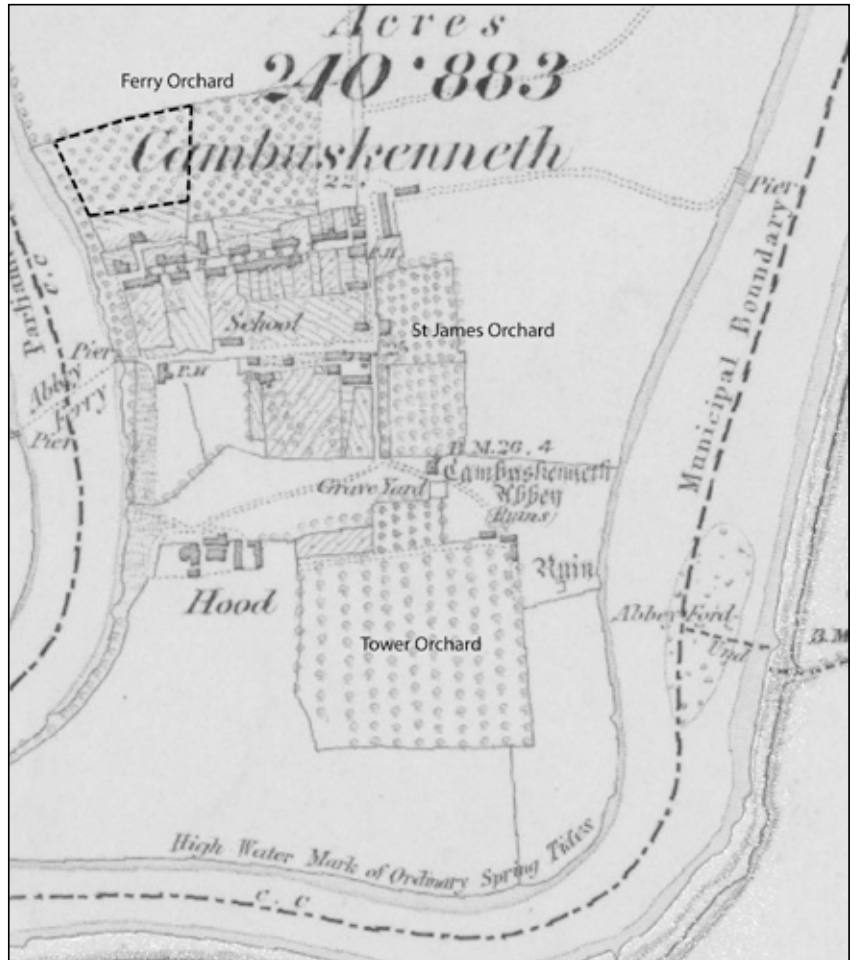 Acres
Ferry Orchard
240·883
Cambuskenneth
22.
Pier
P.H
Parliam
C.C
School
St James Orchard
Municipal Boundary
Pier
Abbey Ferry
P.H
Pier
B.M.26.4
Cambuskenneth
Abbey
(Ruins)
Grave Yard
Ruin
Hood
Abbey Ford
Und
B.M
Tower Orchard
High Water Mark of Ordinary Spring Tides
C.C